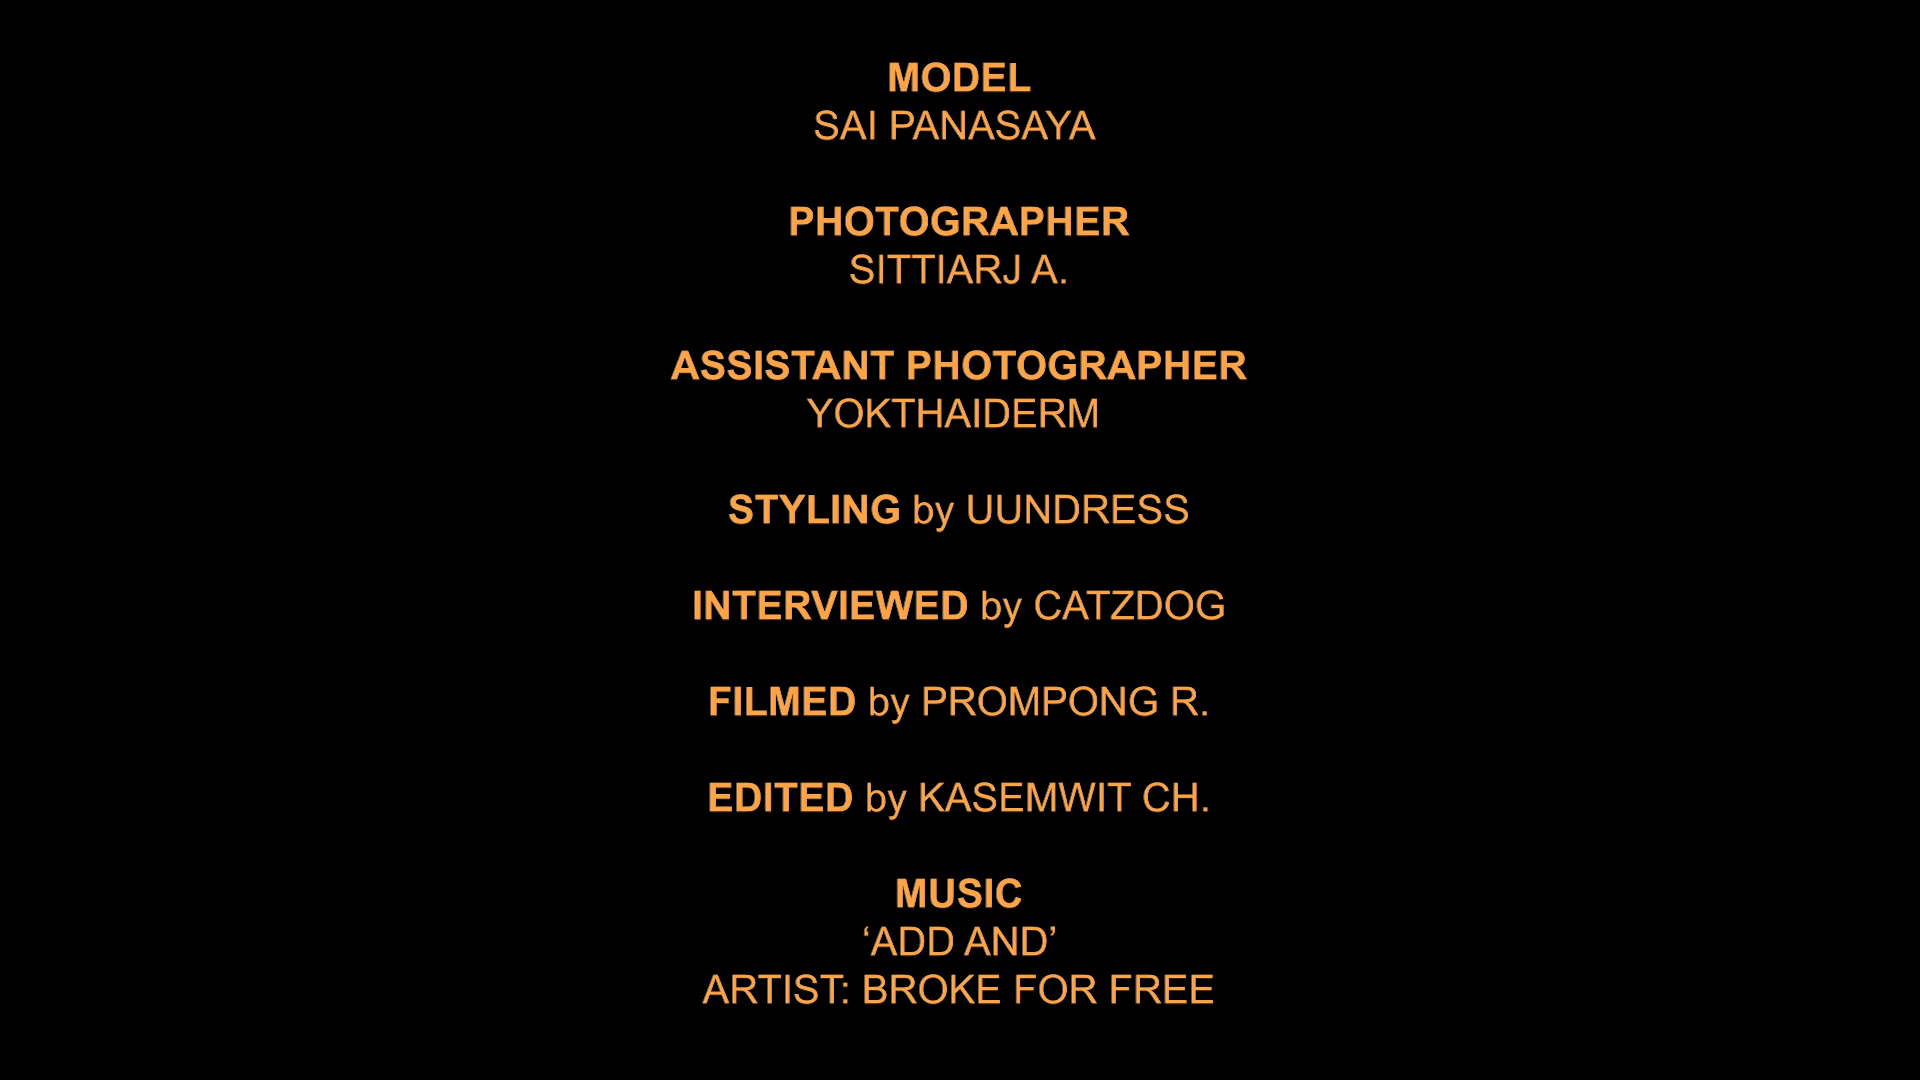 MODEL
SAI PANASAYA
PHOTOGRAPHER
SITTIARJ A.
ASSISTANT PHOTOGRAPHER
YOKTHAIDERM
STYLING by UUNDRESS
INTERVIEWED by CATZDOG
FILMED by PROMPONG R.
EDITED by KASEMWIT CH.
MUSIC
‘ADD AND’
ARTIST: BROKE FOR FREE